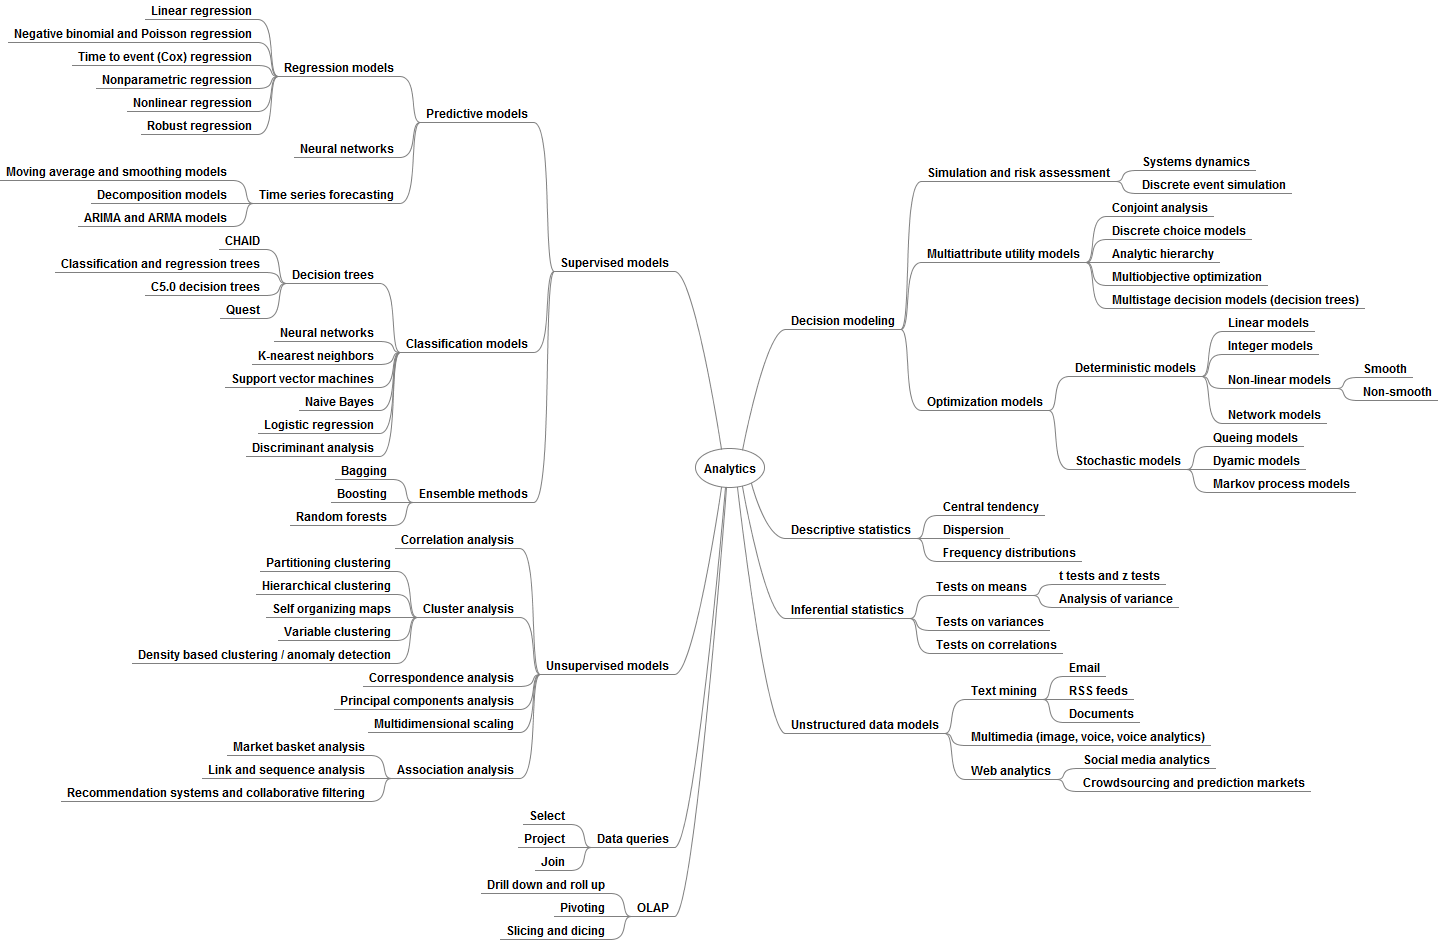 Analytics
Supervised models
Predictive models
Regression models
Linear regression
Negative binomial and Poisson regression
Time to event (Cox) regression
Nonparametric regression
Nonlinear regression
Robust regression
Neural networks
Time series forecasting
Moving average and smoothing models
Decomposition models
ARIMA and ARMA models
Classification models
Decision trees
CHAID
Classification and regression trees
C5.0 decision trees
Quest
Neural networks
K-nearest neighbors
Support vector machines
Naive Bayes
Logistic regression
Discriminant analysis
Ensemble methods
Bagging
Boosting
Random forests
Unsupervised models
Correlation analysis
Cluster analysis
Partitioning clustering
Hierarchical clustering
Self organizing maps
Variable clustering
Density based clustering / anomaly detection
Correspondence analysis
Principal components analysis
Multidimensional scaling
Association analysis
Market basket analysis
Link and sequence analysis
Recommendation systems and collaborative filtering
Data queries
Select
Project
Join
OLAP
Drill down and roll up
Pivoting
Slicing and dicing
Decision modeling
Simulation and risk assessment
Systems dynamics
Discrete event simulation
Multiattribute utility models
Conjoint analysis
Discrete choice models
Analytic hierarchy
Multiobjective optimization
Multistage decision models (decision trees)
Optimization models
Deterministic models
Linear models
Integer models
Non-linear models
Smooth
Non-smooth
Network models
Stochastic models
Queing models
Dyamic models
Markov process models
Descriptive statistics
Central tendency
Dispersion
Frequency distributions
Inferential statistics
Tests on means
t tests and z tests
Analysis of variance
Tests on variances
Tests on correlations
Unstructured data models
Text mining
Email
RSS feeds
Documents
Multimedia (image, voice, voice analytics)
Web analytics
Social media analytics
Crowdsourcing and prediction markets